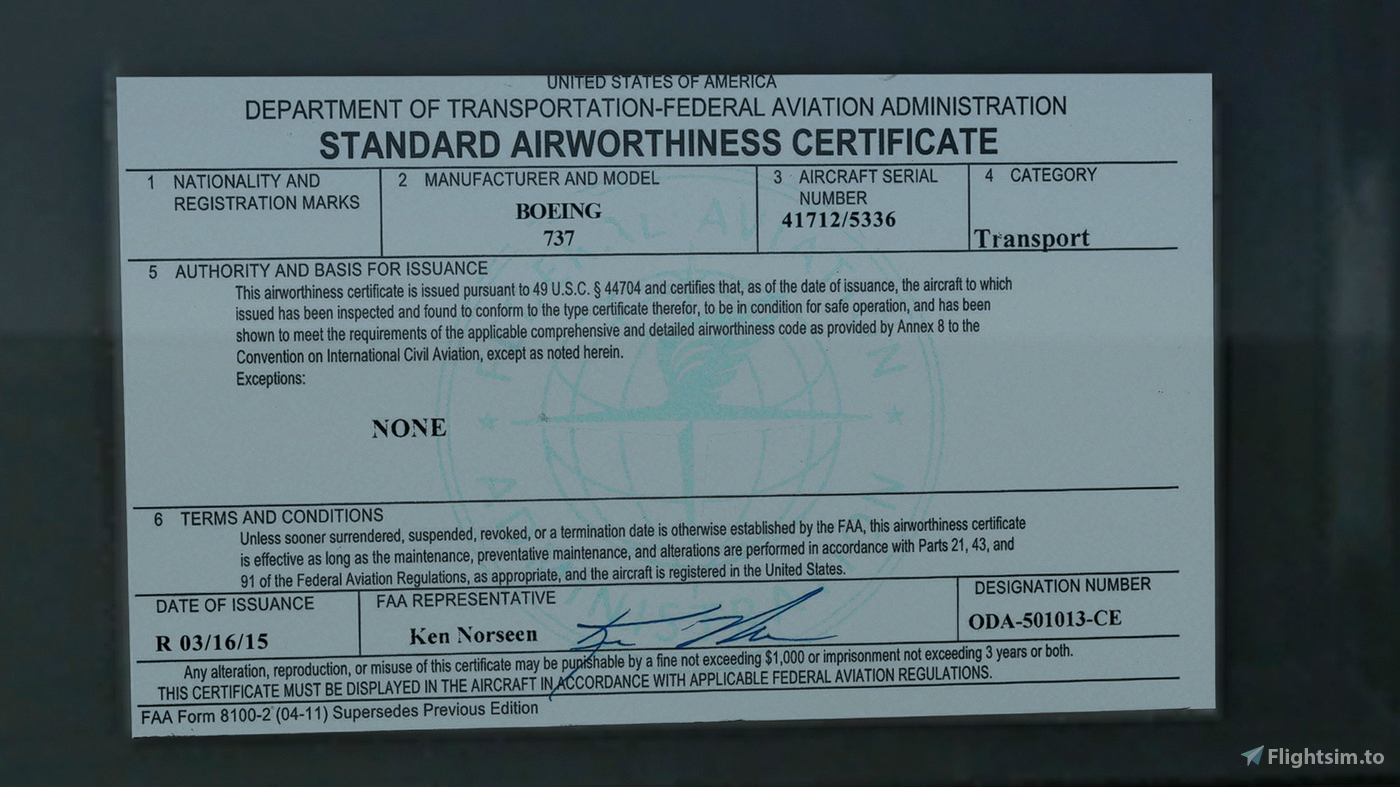 UNITED STATES OF AMERICA
DEPARTMENT OF TRANSPORTATION-FEDERAL AVIATION ADMINISTRATION
STANDARD AIRWORTHINESS CERTIFICATE
1 NATIONALITY AND
REGISTRATION MARKS
2 MANUFACTURER AND MODEL
BOEING
737
3 AIRCRAFT SERIAL
NUMBER
41712/5336
4 CATEGORY
Transport
5 AUTHORITY AND BASIS FOR ISSUANCE
This airworthiness certificate is issued pursuant to 49 U.S.C. § 44704 and certifies that, as of the date of issuance, the aircraft to which
issued has been inspected and found to conform to the type certificate therefor, to be in condition for safe operation, and has been
shown to meet the requirements of the applicable comprehensive and detailed airworthiness code as provided by Annex 8 to the
Convention on International Civil Aviation, except as noted herein.
Exceptions:
NONE
6 TERMS AND CONDITIONS
Unless sooner surrendered, suspended, revoked, or a termination date is otherwise established by the FAA, this airworthiness certificate
is effective as long as the maintenance, preventative maintenance, and alterations are performed in accordance with Parts 21, 43, and
91 of the Federal Aviation Regulations, as appropriate, and the aircraft is registered in the United States.
DATE OF ISSUANCE
R 03/16/15
FAA REPRESENTATIVE
Ken Norseen
DESIGNATION NUMBER
ODA-501013-CE
Any alteration, reproduction, or misuse of this certificate may be punishable by a fine not exceeding $1,000 or imprisonment not exceeding 3 years or both.
THIS CERTIFICATE MUST BE DISPLAYED IN THE AIRCRAFT IN ACCORDANCE WITH APPLICABLE FEDERAL AVIATION REGULATIONS.
FAA Form 8100-2 (04-11) Supersedes Previous Edition
Flightsim.to